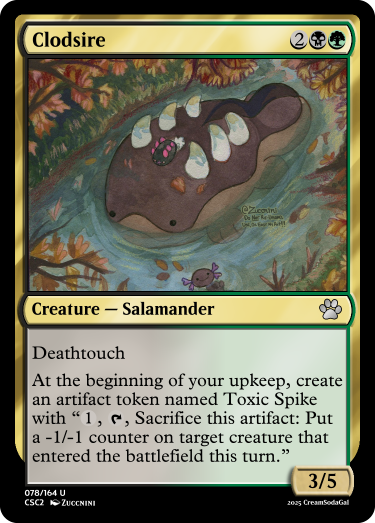 Clodsire 2
@Zuccnini
Creature — Salamander
Deathtouch
At the beginning of your upkeep, create
an artifact token named Toxic Spike
with “1, , Sacrifice this artifact: Put
a -1/-1 counter on target creature that
entered the battlefield this turn.”
3/5
078/164 U
CSC2 Zuccnini
2025 CreamSodaGal